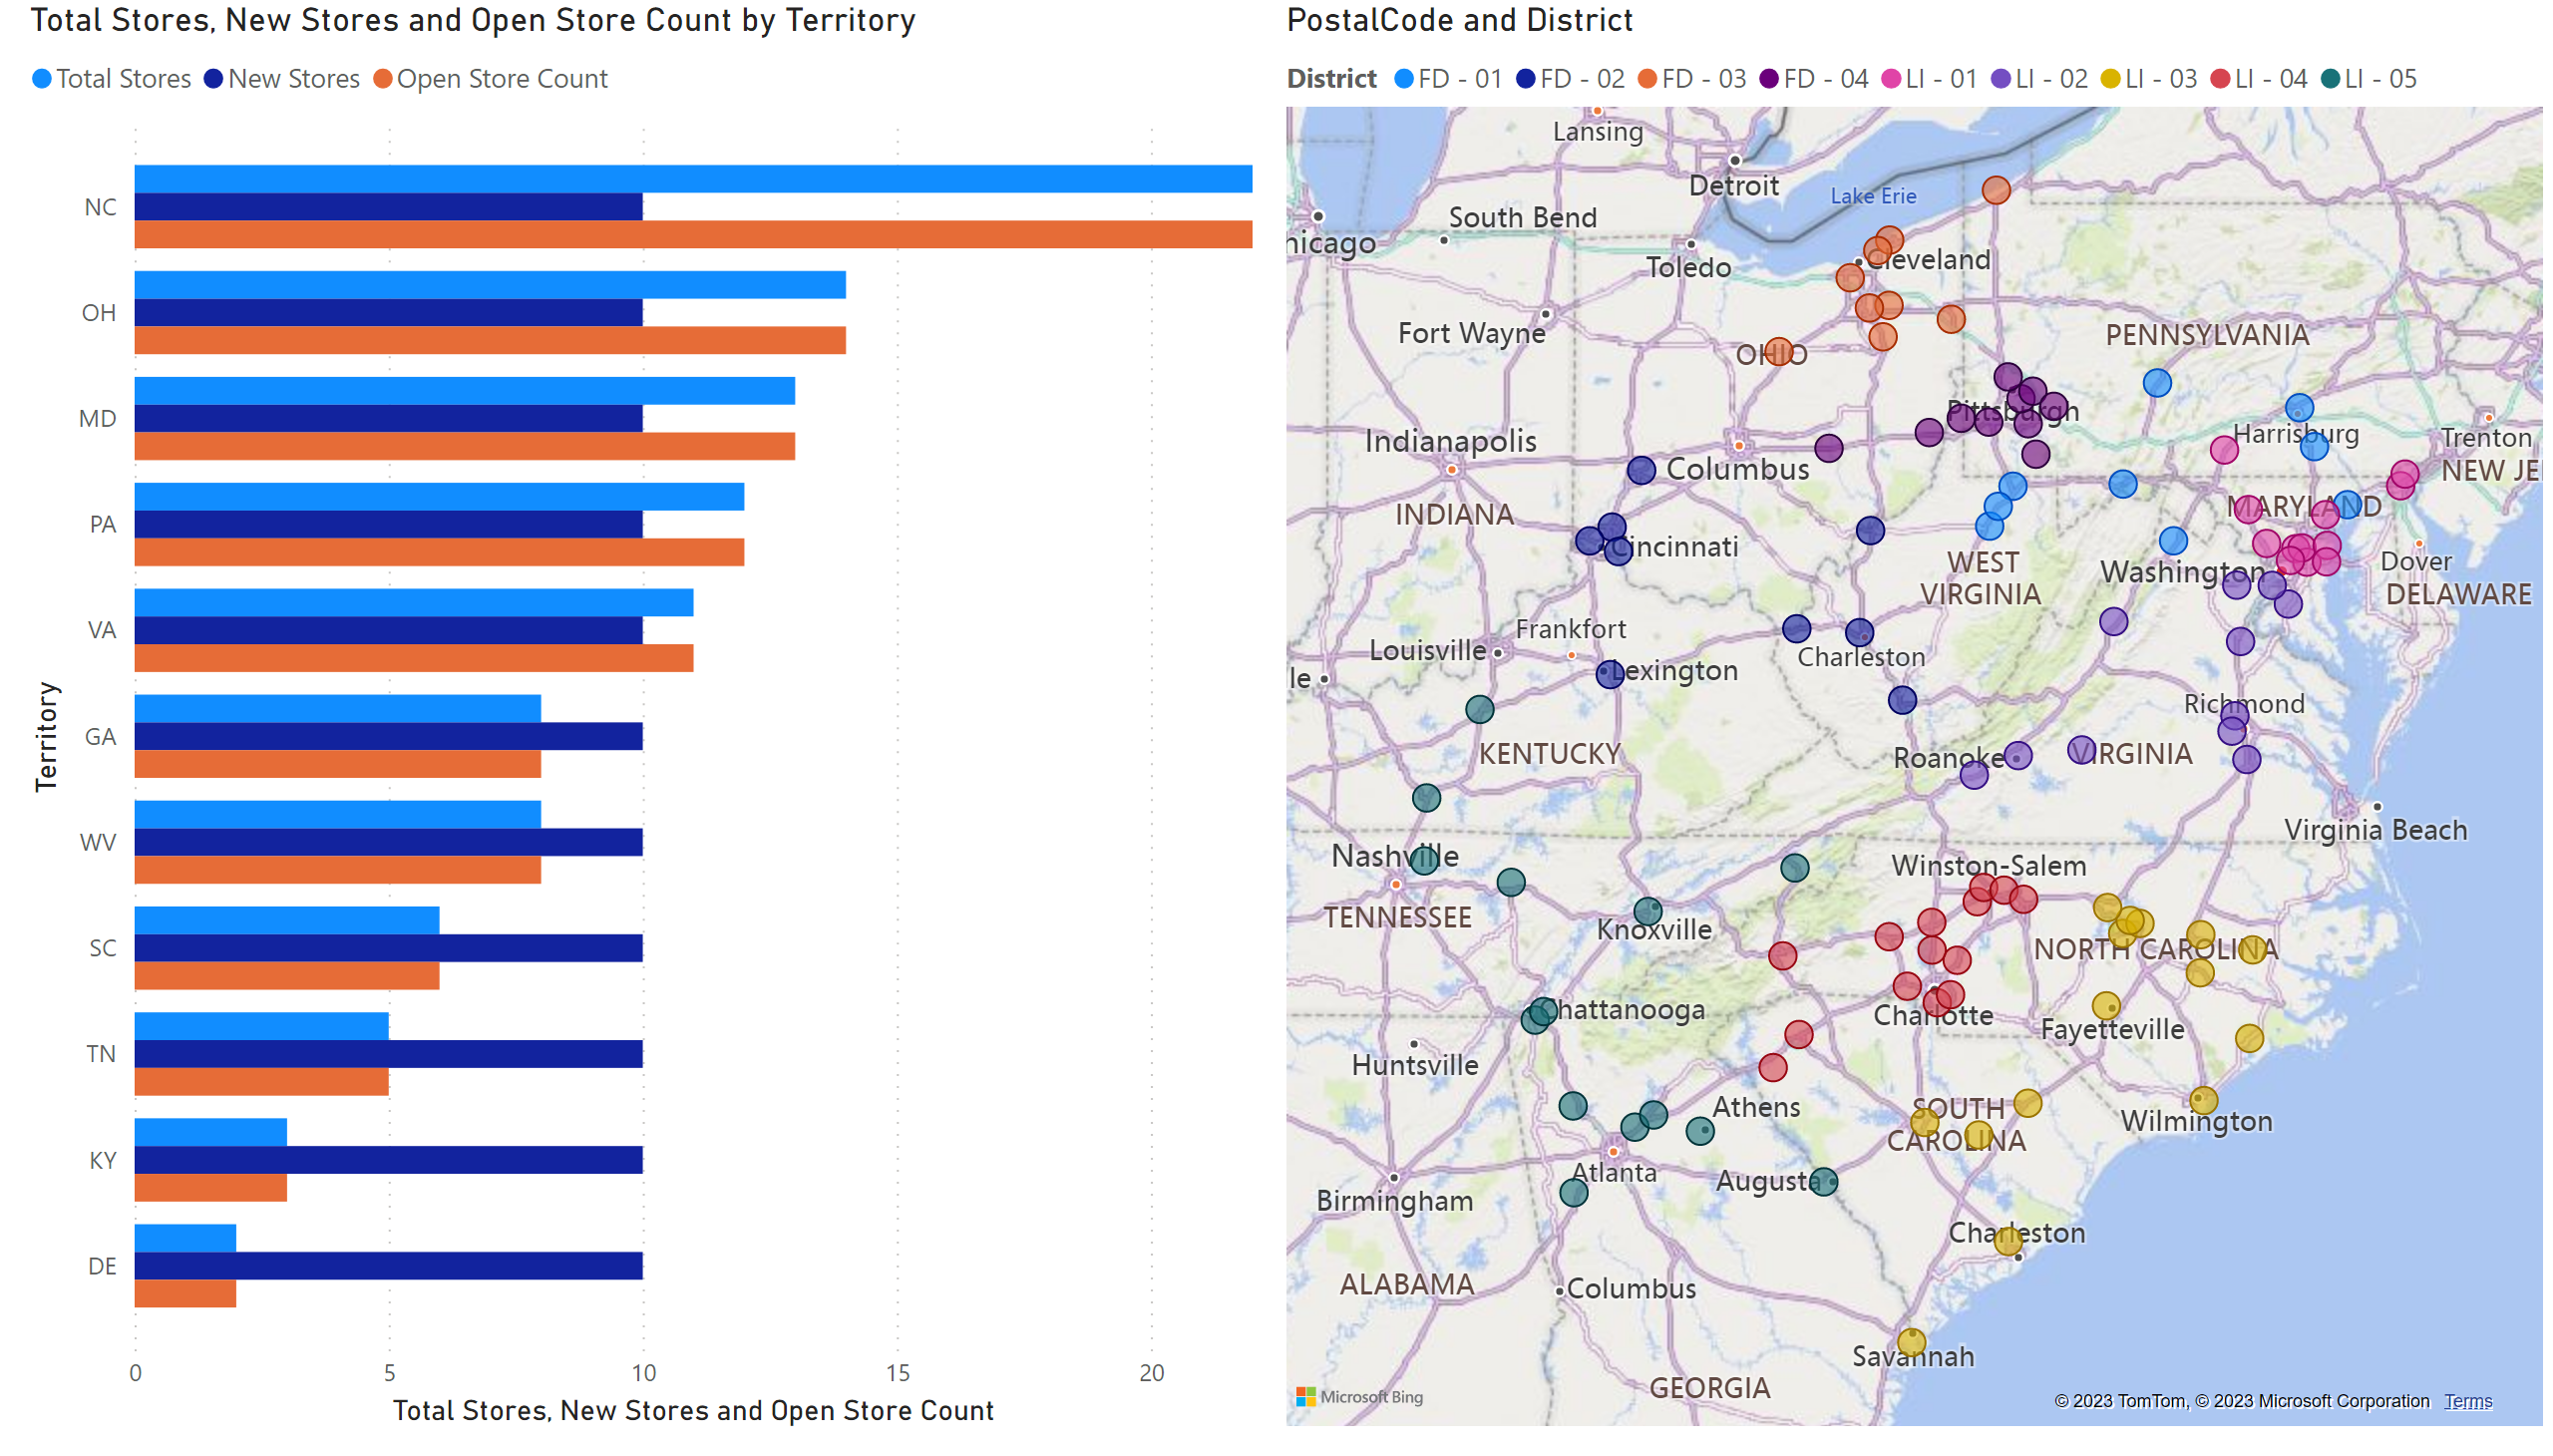 Total Stores, New Stores and Open Store Count by Territory
Total Stores New Stores Open Store Count
NC
OH
MD
PA
VA
GA
WV
SC
TN
KY
DE
Territory
0 5 10 15 20
Total Stores, New Stores and Open Store Count
PostalCode and District
District FD - 01 FD - 02 FD - 03 FD - 04 LI - 01 LI - 02 LI - 03 LI - 04 LI - 05
Lansing
Detroit
Lake Erie
South Bend
hicago
Toledo
Cleveland
Fort Wayne
PENNSYLVANIA
OHIO
Pittsburgh
Harrisburg
Trenton
Indianapolis
Columbus
NEW JE
INDIANA
MARYLAND
Cincinnati
WEST
VIRGINIA
Washington
Dover
DELAWARE
Frankfort
Louisville
Charleston
Lexington
le
Richmond
KENTUCKY
Roanoke
VIRGINIA
Virginia Beach
Nashville
Winston-Salem
TENNESSEE
Knoxville
NORTH CAROLINA
Chattanooga
Charlotte
Fayetteville
Huntsville
Athens
SOUTH
CAROLINA
Wilmington
Atlanta
Augusta
Birmingham
Charleston
ALABAMA
Columbus
Savannah
GEORGIA
Microsoft Bing
© 2023 TomTom, © 2023 Microsoft Corporation Terms